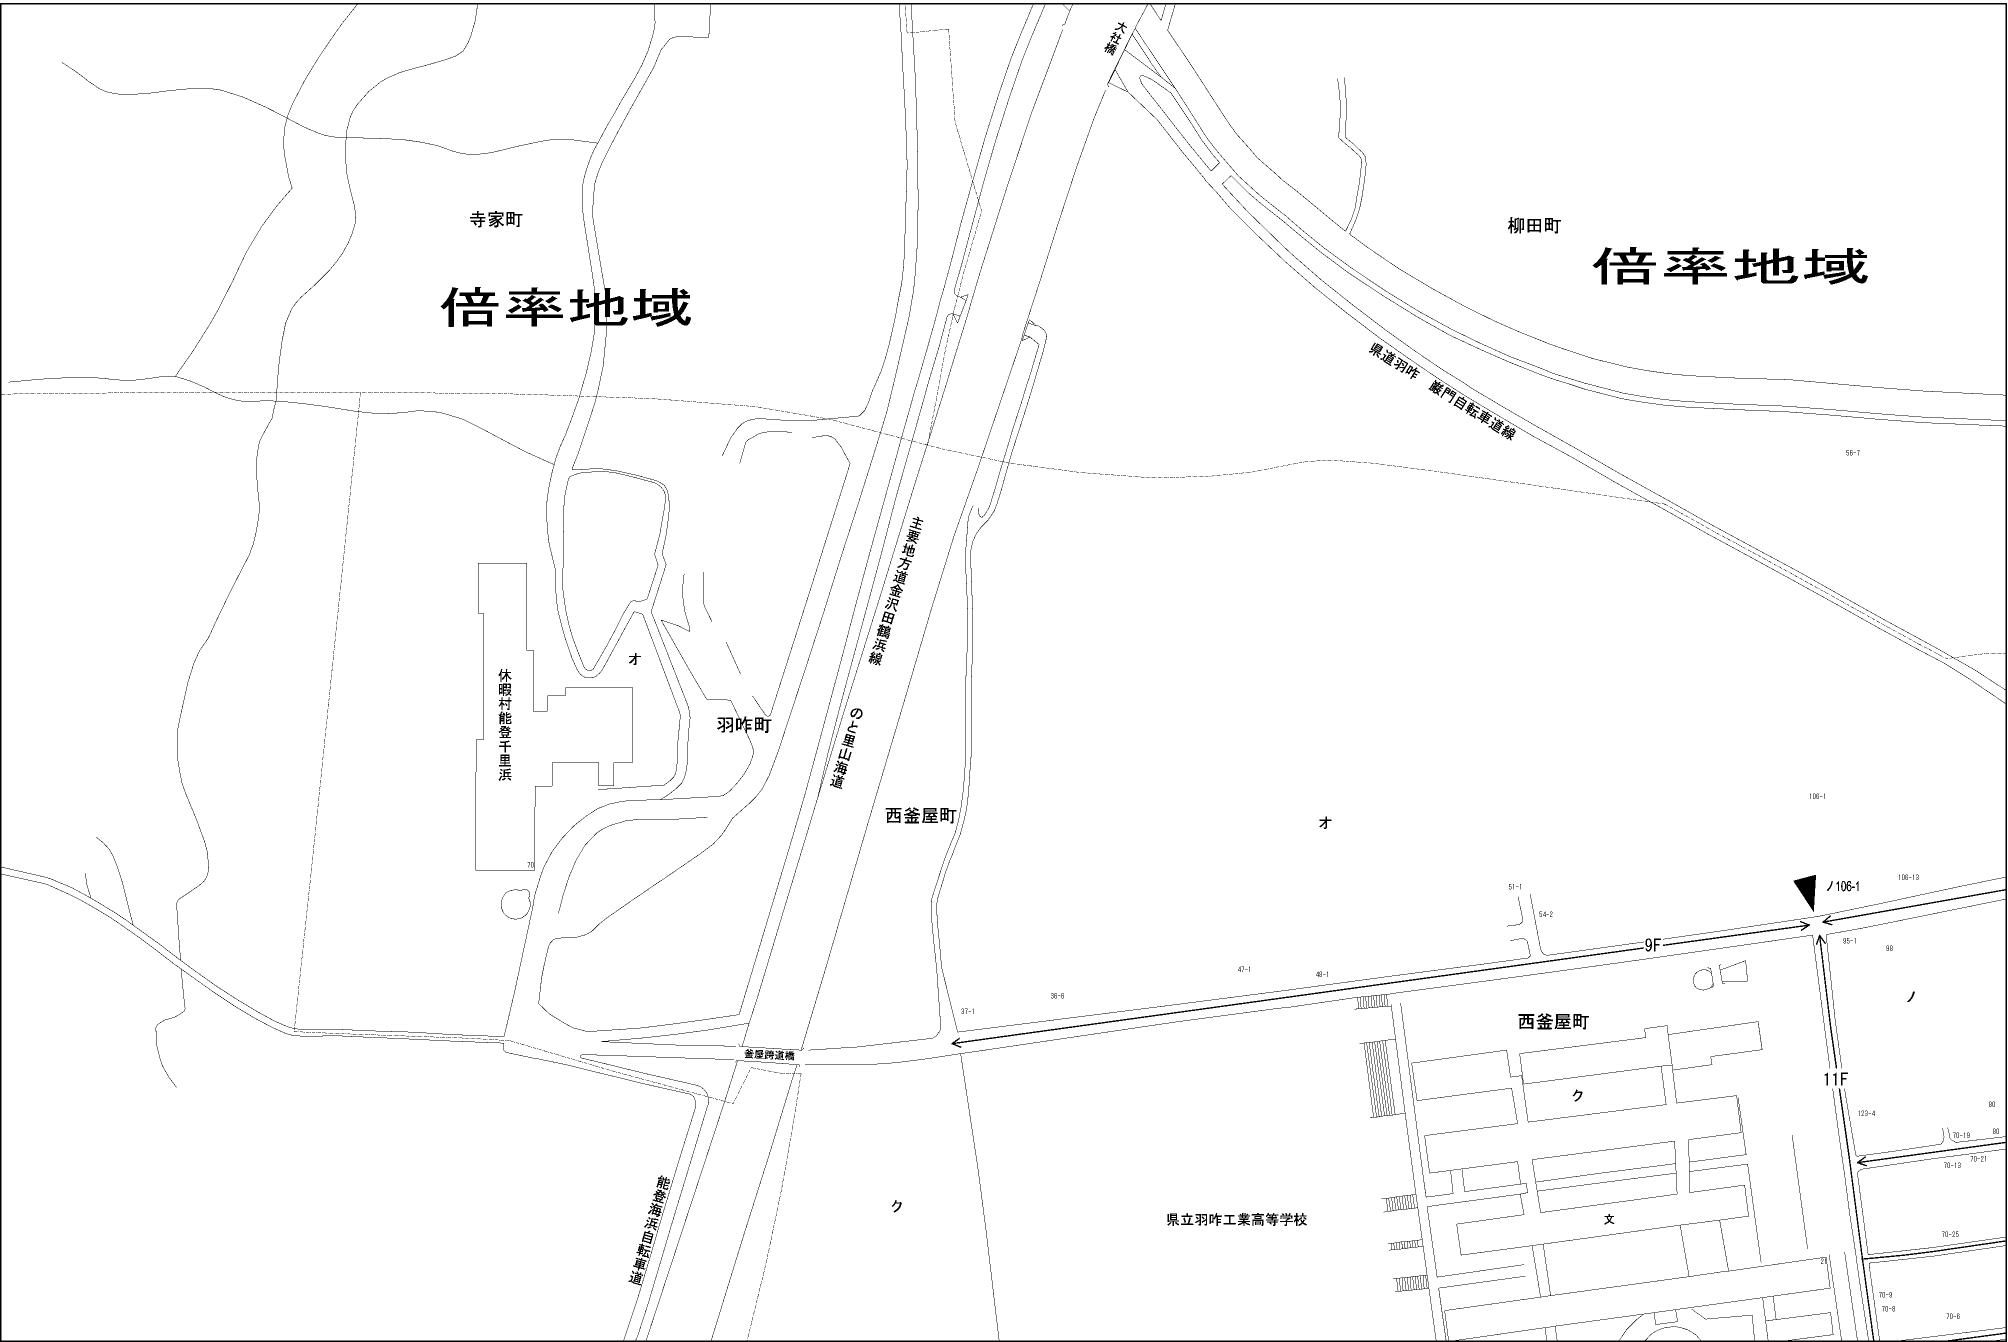 大社橋
寺家町
倍率地域
柳田町
倍率地域
県道羽咋 巌門自転車道線
56-7
主要地方道金沢田鶴浜線 のと里山海道
オ
休暇村能登千里浜
羽咋町
西釜屋町
70
106-1
オ
51-1
54-2
ノ106-1
106-13
9F
95-1
98
47-1
48-1
36-6
37-1
ノ
西釜屋町
釜屋跨道橋
11F
ク
123-4
80
80
70-19
70-21
70-13
能登海浜自転車道
ク
県立羽咋工業高等学校
文
70-25
21
70-9
70-8
70-6